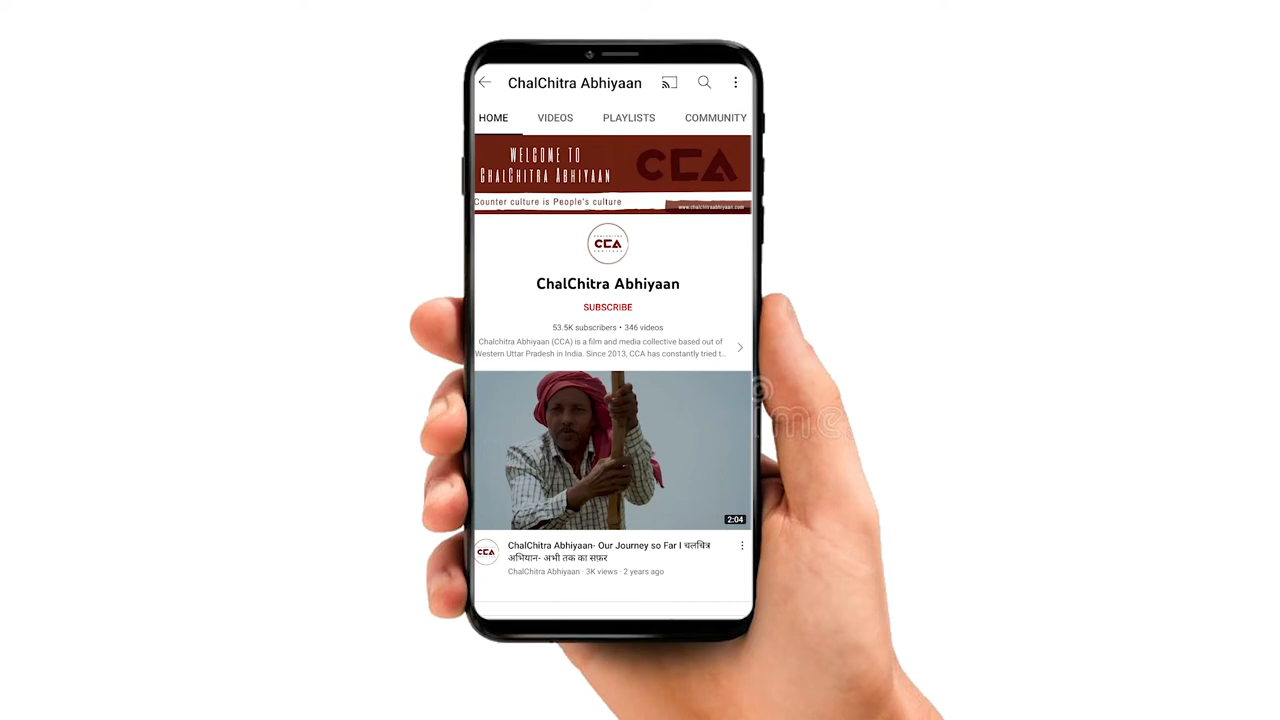 ChalChitra Abhiyaan
HOME VIDEOS PLAYLISTS COMMUNITY
WELCOME TO
CHALCHITRA ABHIYAAN
CCA
Counter culture is People's culture
www.chalchitraabhiyaan.com
CHALCHITRA
CCA
ABHIYAAN
ChalChitra Abhiyaan
SUBSCRIBE
53.5K subscribers • 346 videos
Chalchitra Abhiyaan (CCA) is a film and media collective based out of
Western Uttar Pradesh in India. Since 2013, CCA has constantly tried t...
2:04
CCA
ChalChitra Abhiyaan- Our Journey so Far I चलचित्र
अभियान- अभी तक का सफ़र
ChalChitra Abhiyaan · 3K views · 2 years ago